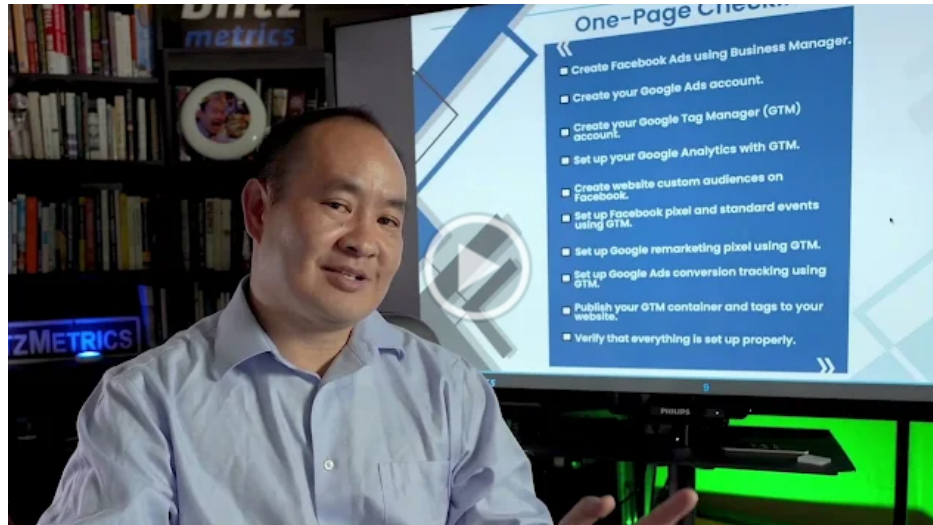 Blitz
metrics
One-Page
Create Facebook Ads using Business Manager.
Create your Google Ads account.
Create your Google Tag Manager (GTM)
account.
Set up your Google Analytics with GTM.
Create website custom audiences on
Facebook.
Set up Facebook pixel and standard events
using GTM.
Set up Google remarketing pixel using GTM.
Set up Google Ads conversion tracking using
GTM.
Publish your GTM container and tags to your
website.
Verify that everything is set up properly.
9
PHILIPS
TZMETRICS